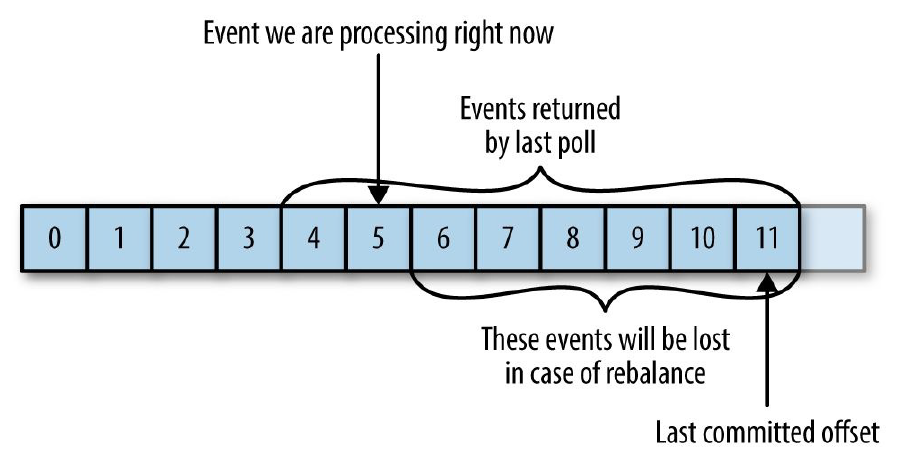 Event we are processing right now
Events returned
by last poll
0 1 2 3 4 5 6 7 8 9 10 11
These events will be lost
in case of rebalance
Last committed offset